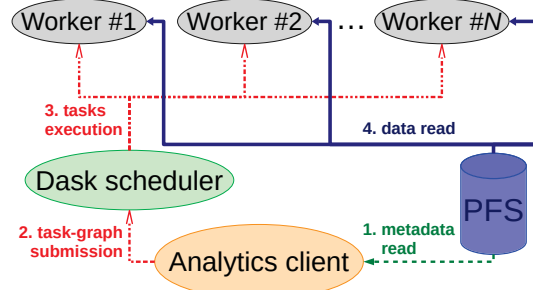 Worker #1
Worker #2
...
Worker #N
3. tasks
execution
4. data read
Dask scheduler
PFS
2. task-graph
submission
1. metadata
read
Analytics client